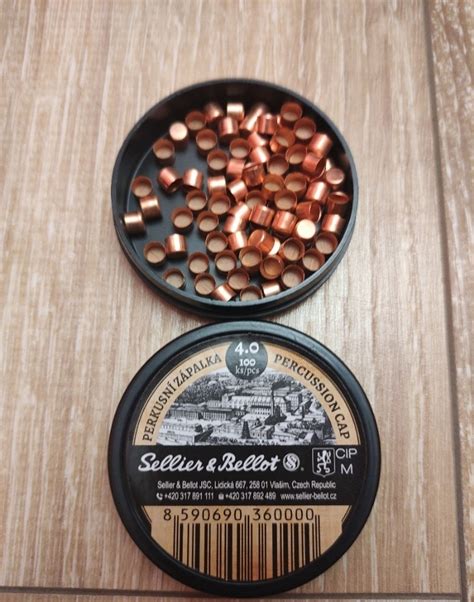 4.0
100
ks/pcs
PERKUSNÍ ZÁPALKA
PERCUSSION CAP
Sellier & Bellot S&B ®
CIP
M
Sellier & Bellot JSC, Lidická 667, 258 01 Vlašim, Czech Republic
+420 317 891 111 +420 317 892 489 www.sellier-bellot.cz
8 590690 360000